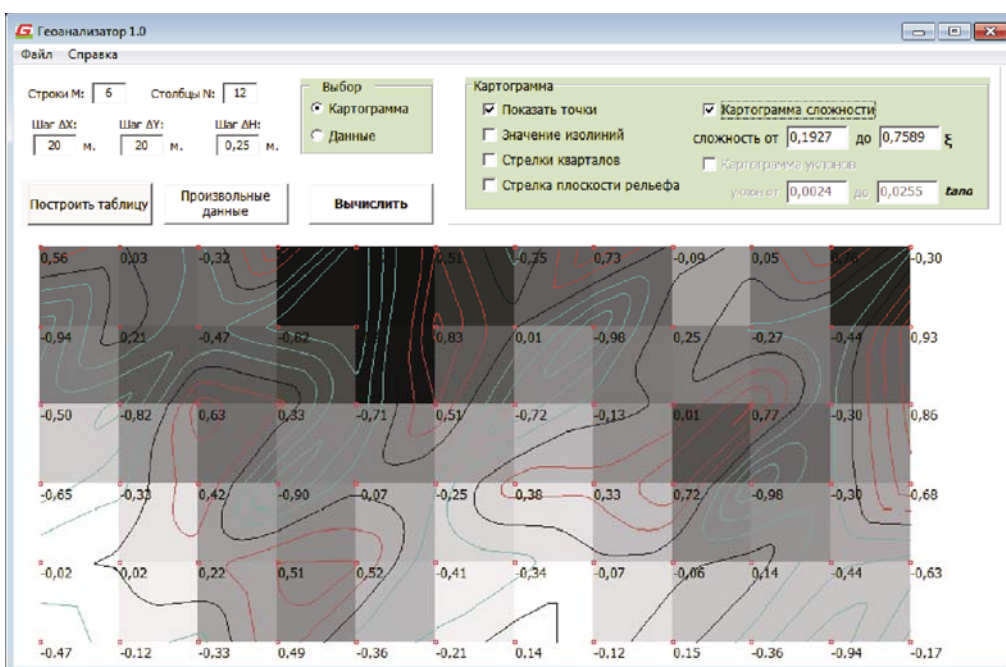 Геоанализатор 1.0
Файл Справка
Строки M: 6 Столбцы N: 12
Шаг ΔX: Шаг ΔY: Шаг ΔH:
20 м. 20 м. 0,25 м.
Построить таблицу
Произвольные
данные
Вычислить
Выбор
Картограмма
Данные
Картограмма
Показать точки
Значение изолиний
Стрелки кварталов
Стрелка плоскости рельефа
Картограмма сложности
сложность от 0,1927 до 0,7589 ξ
Картограмма уклонов
уклон от 0,0024 до 0,0255 tanα
0,56 0,03 -0,32 0,51 0,73 -0,09 0,05 -0,30
-0,94 0,21 -0,47 -0,82 0,83 0,01 -0,98 0,25 -0,27 -0,44 0,93
-0,50 -0,82 0,63 0,33 -0,71 0,51 -0,72 -0,13 0,01 0,77 -0,30 0,86
-0,65 -0,33 0,42 -0,90 -0,07 -0,25 0,38 0,33 0,72 -0,98 -0,30 0,68
-0,02 0,02 0,22 0,51 0,52 -0,41 -0,34 -0,07 -0,06 0,14 -0,44 -0,63
-0,47 -0,12 -0,33 0,49 -0,36 -0,21 0,14 -0,12 0,15 -0,36 -0,94 -0,17